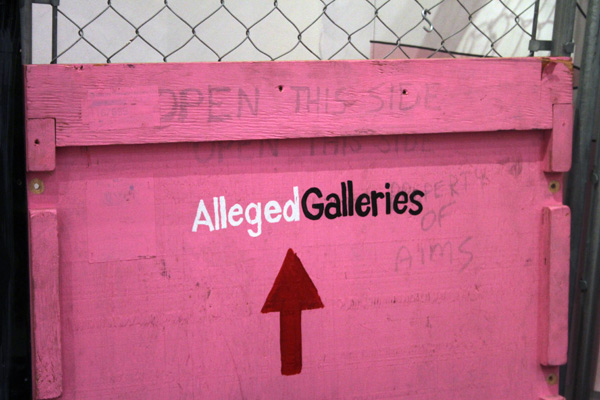 OPEN THIS SIDE
OPEN THIS SIDE
AllegedGalleries
PROPERTY
OF
AIMS